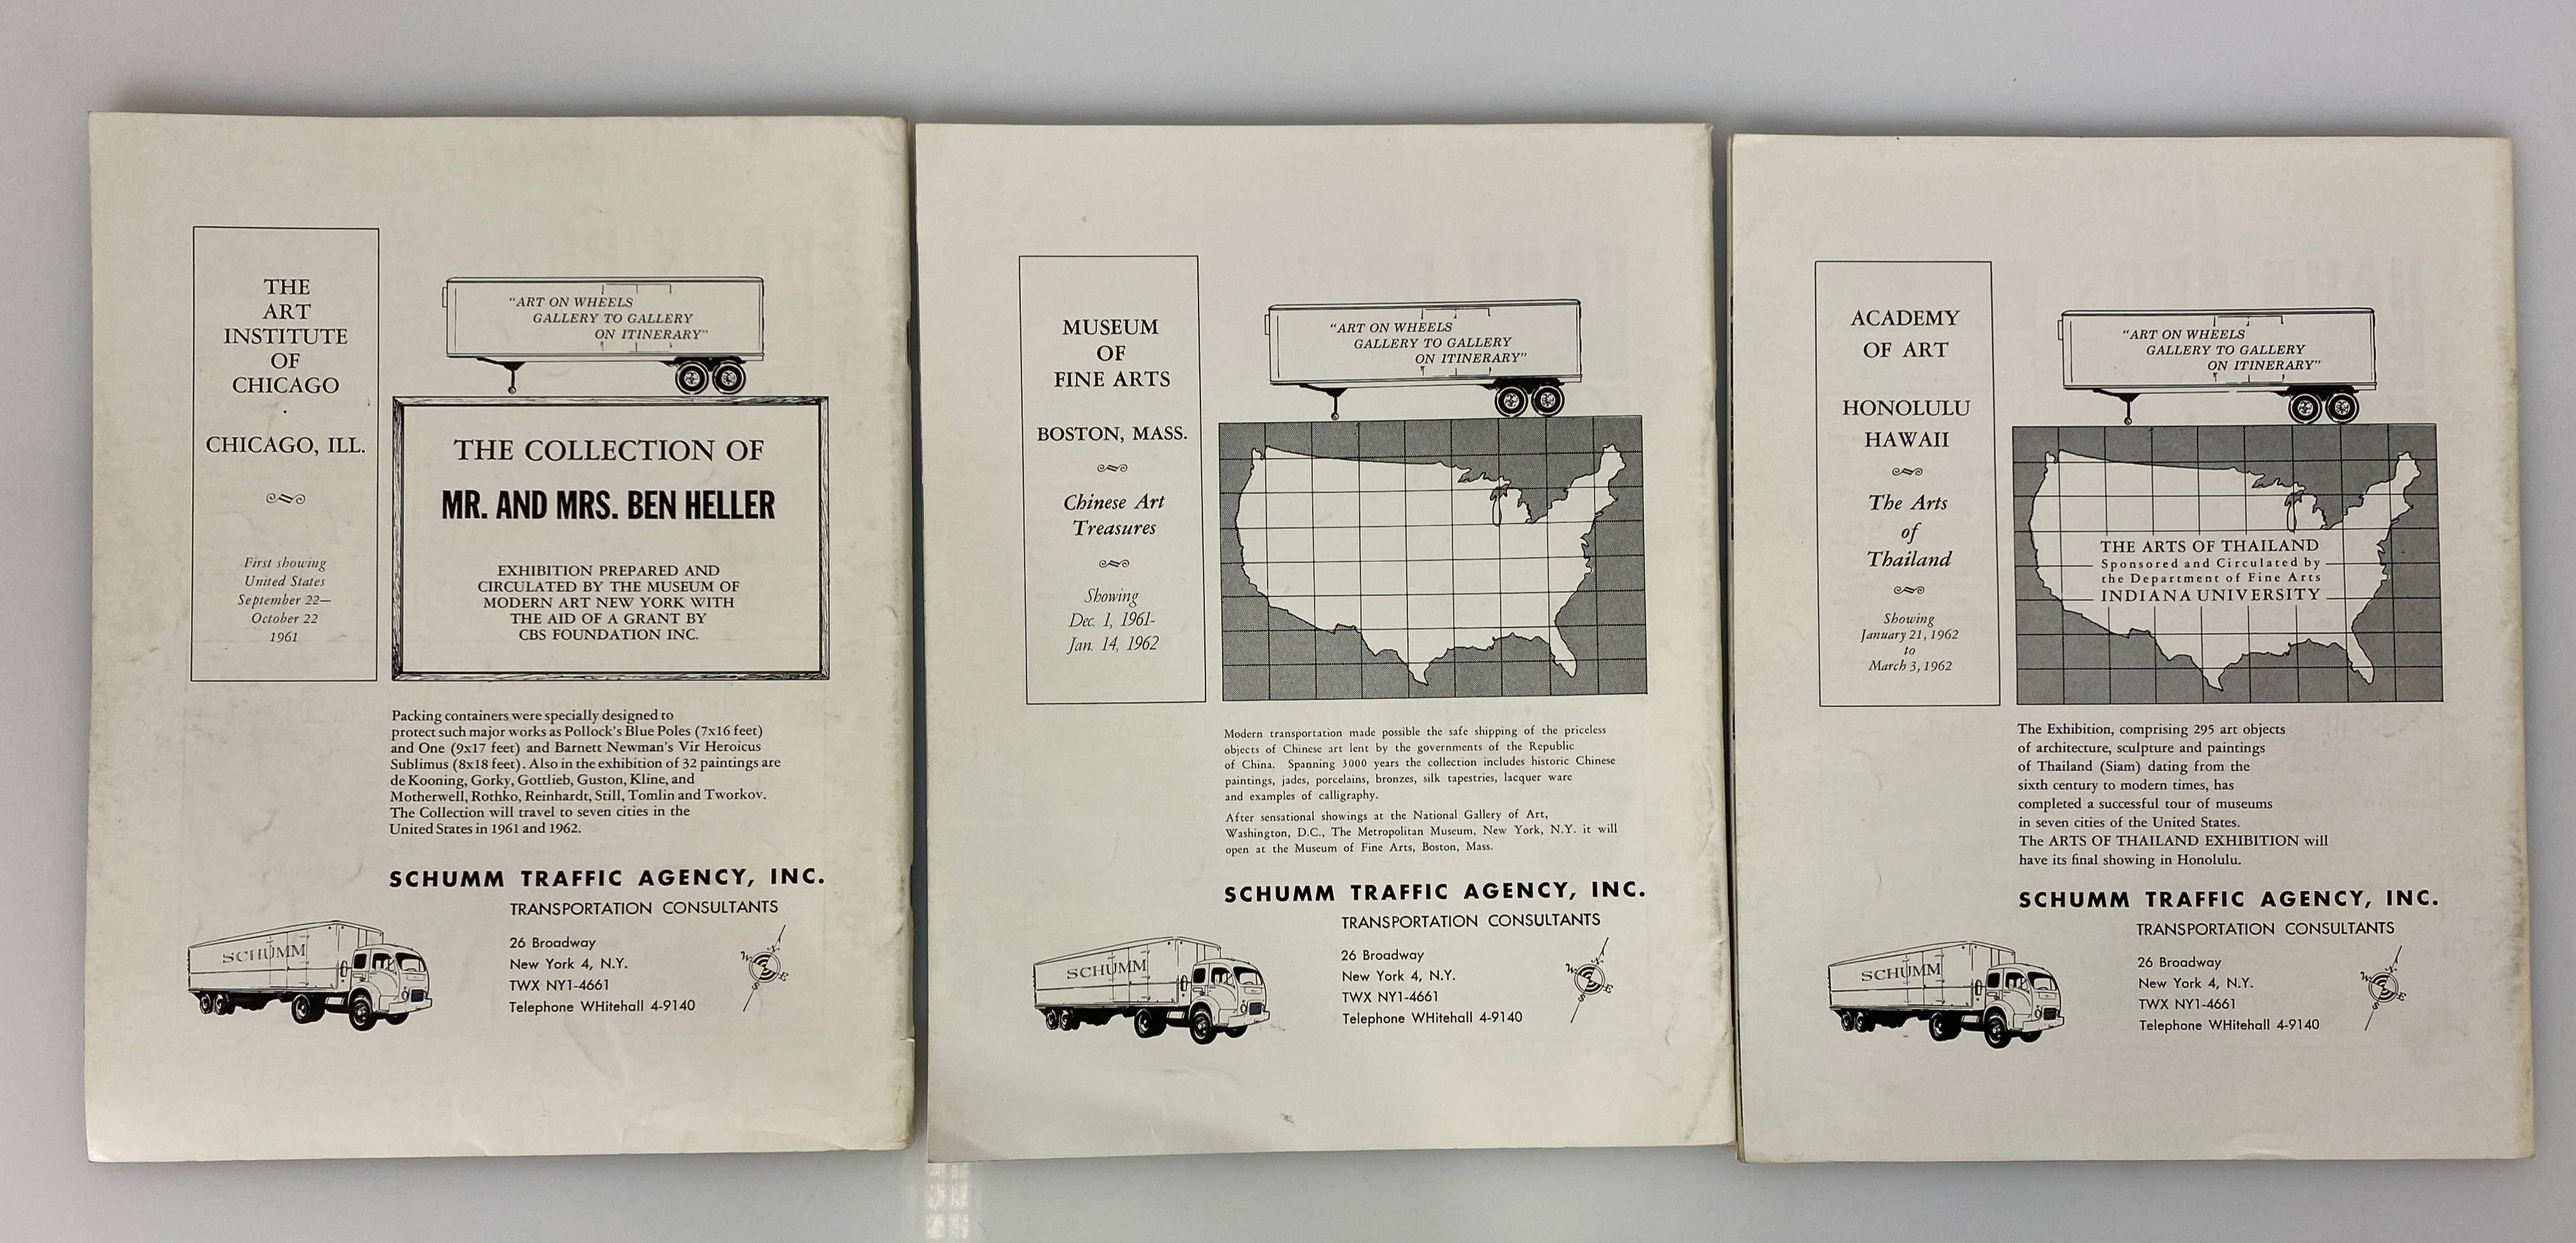 THE
ART
INSTITUTE
OF
CHICAGO
.
CHICAGO, ILL.
First showing
United States
September 22—
October 22
1961
"ART ON WHEELS
GALLERY TO GALLERY
ON ITINERARY"
THE COLLECTION OF
MR. AND MRS. BEN HELLER
EXHIBITION PREPARED AND
CIRCULATED BY THE MUSEUM OF
MODERN ART NEW YORK WITH
THE AID OF A GRANT BY
CBS FOUNDATION INC.
Packing containers were specially designed to
protect such major works as Pollock's Blue Poles (7x16 feet)
and One (9x17 feet) and Barnett Newman's Vir Heroicus
Sublimus (8x18 feet). Also in the exhibition of 32 paintings are
de Kooning, Gorky, Gottlieb, Guston, Kline, and
Motherwell, Rothko, Reinhardt, Still, Tomlin and Tworkov.
The Collection will travel to seven cities in the
United States in 1961 and 1962.
SCHUMM TRAFFIC AGENCY, INC.
TRANSPORTATION CONSULTANTS
26 Broadway
New York 4, N.Y.
TWX NY1-4661
Telephone WHitehall 4-9140
SCHUMM
N
W
E
S
MUSEUM
OF
FINE ARTS
BOSTON, MASS.
Chinese Art
Treasures
Showing
Dec. 1, 1961-
Jan. 14, 1962
"ART ON WHEELS
GALLERY TO GALLERY
ON ITINERARY"
Modern transportation made possible the safe shipping of the priceless
objects of Chinese art lent by the governments of the Republic
of China. Spanning 3000 years the collection includes historic Chinese
paintings, jades, porcelains, bronzes, silk tapestries, lacquer ware
and examples of calligraphy.
After sensational showings at the National Gallery of Art,
Washington, D.C., The Metropolitan Museum, New York, N.Y. it will
open at the Museum of Fine Arts, Boston, Mass.
SCHUMM TRAFFIC AGENCY, INC.
TRANSPORTATION CONSULTANTS
26 Broadway
New York 4, N.Y.
TWX NY1-4661
Telephone WHitehall 4-9140
SCHUMM
N
W
E
S
ACADEMY
OF ART
HONOLULU
HAWAII
The Arts
of
Thailand
Showing
January 21, 1962
to
March 3, 1962
"ART ON WHEELS
GALLERY TO GALLERY
ON ITINERARY"
THE ARTS OF THAILAND
Sponsored and Circulated by
the Department of Fine Arts
INDIANA UNIVERSITY
The Exhibition, comprising 295 art objects
of architecture, sculpture and paintings
of Thailand (Siam) dating from the
sixth century to modern times, has
completed a successful tour of museums
in seven cities of the United States.
The ARTS OF THAILAND EXHIBITION will
have its final showing in Honolulu.
SCHUMM TRAFFIC AGENCY, INC.
TRANSPORTATION CONSULTANTS
26 Broadway
New York 4, N.Y.
TWX NY1-4661
Telephone WHitehall 4-9140
SCHUMM
N
W
E
S